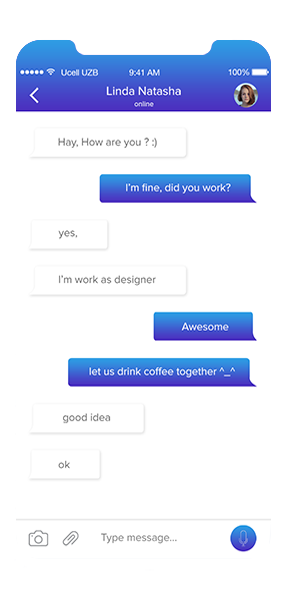 Ucell UZB 9:41 AM 100%
Linda Natasha
online
Hay, How are you ? :)
I'm fine, did you work?
yes,
I'm work as designer
Awesome
let us drink coffee together ^_^
good idea
ok
Type message...